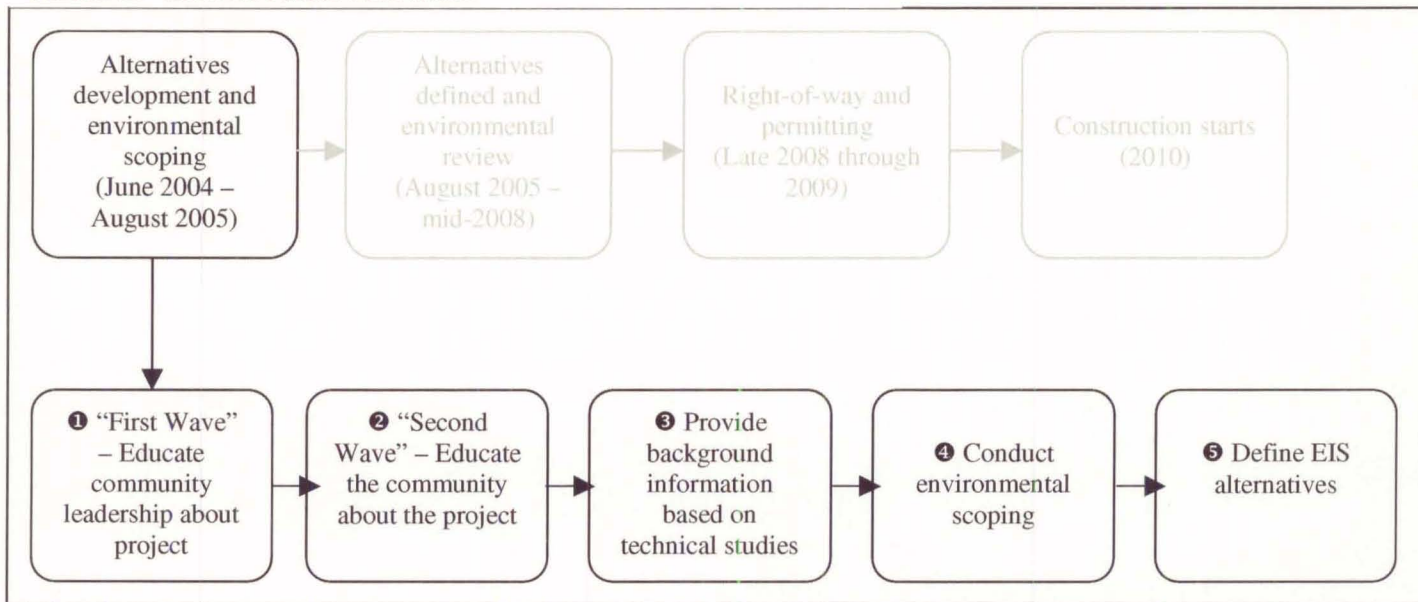 Alternatives
development and
environmental
scoping
(June 2004 –
August 2005)
Alternatives
defined and
environmental
review
(August 2005 –
mid-2008)
Right-of-way and
permitting
(Late 2008 through
2009)
Construction starts
(2010)
❶ “First Wave”
– Educate
community
leadership about
project
❷ “Second
Wave” – Educate
the community
about the project
❸ Provide
background
information
based on
technical studies
❹ Conduct
environmental
scoping
❺ Define EIS
alternatives